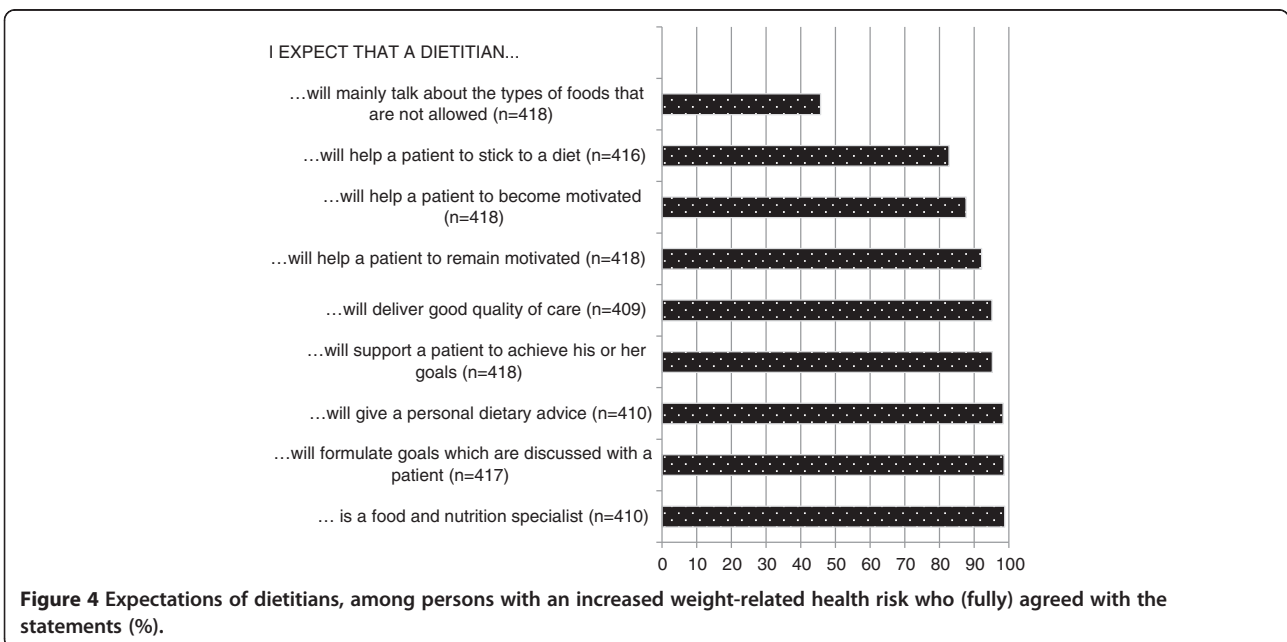 I EXPECT THAT A DIETITIAN...
…will mainly talk about the types of foods that
are not allowed (n=418)
…will help a patient to stick to a diet (n=416)
…will help a patient to become motivated
(n=418)
…will help a patient to remain motivated (n=418)
…will deliver good quality of care (n=409)
…will support a patient to achieve his or her
goals (n=418)
…will give a personal dietary advice (n=410)
…will formulate goals which are discussed with a
patient (n=417)
… is a food and nutrition specialist (n=410)
0 10 20 30 40 50 60 70 80 90 100
Figure 4 Expectations of dietitians, among persons with an increased weight-related health risk who (fully) agreed with the
statements (%).